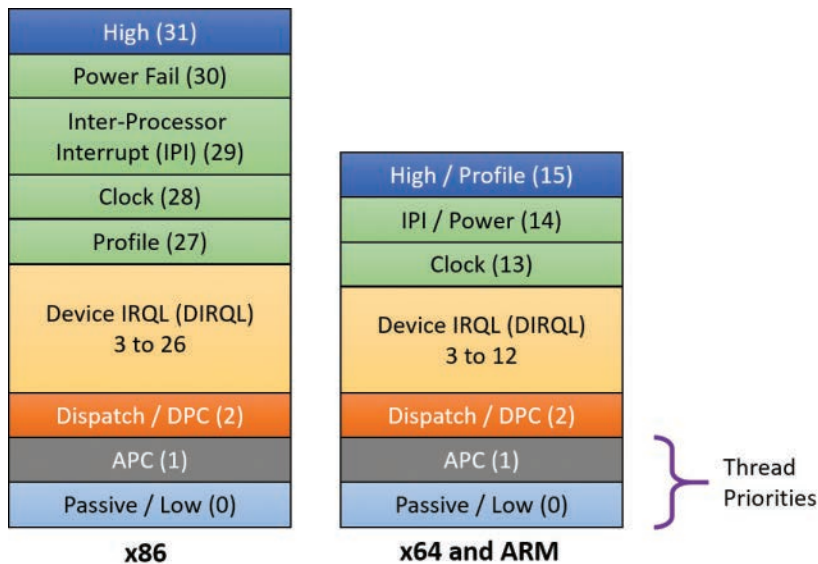 High (31)
Power Fail (30)
Inter-Processor
Interrupt (IPI) (29)
Clock (28)
Profile (27)
Device IRQL (DIRQL)
3 to 26
Dispatch / DPC (2)
APC (1)
Passive / Low (0)
x86
High / Profile (15)
IPI / Power (14)
Clock (13)
Device IRQL (DIRQL)
3 to 12
Dispatch / DPC (2)
APC (1)
Passive / Low (0)
x64 and ARM
Thread
Priorities